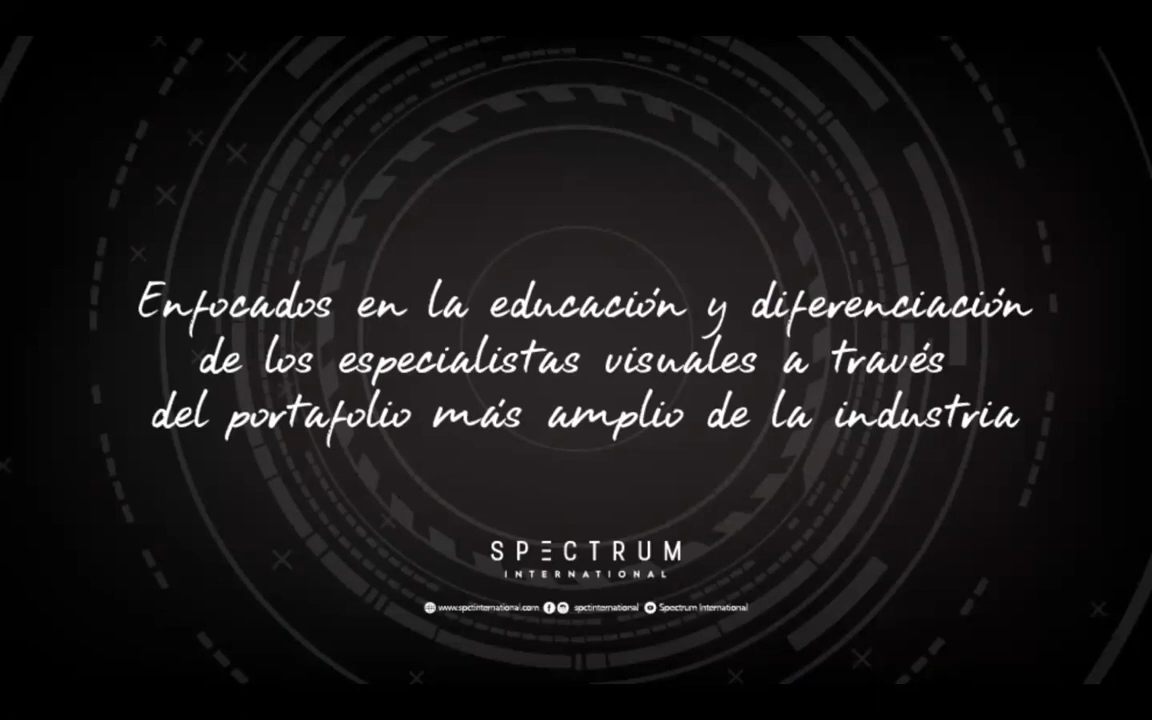 Enfocados en la educación y diferenciación
de los especialistas visuales a través
del portafolio más amplio de la industria
SPECTRUM
INTERNATIONAL
www.spctinternational.com spctinternational Spectrum International